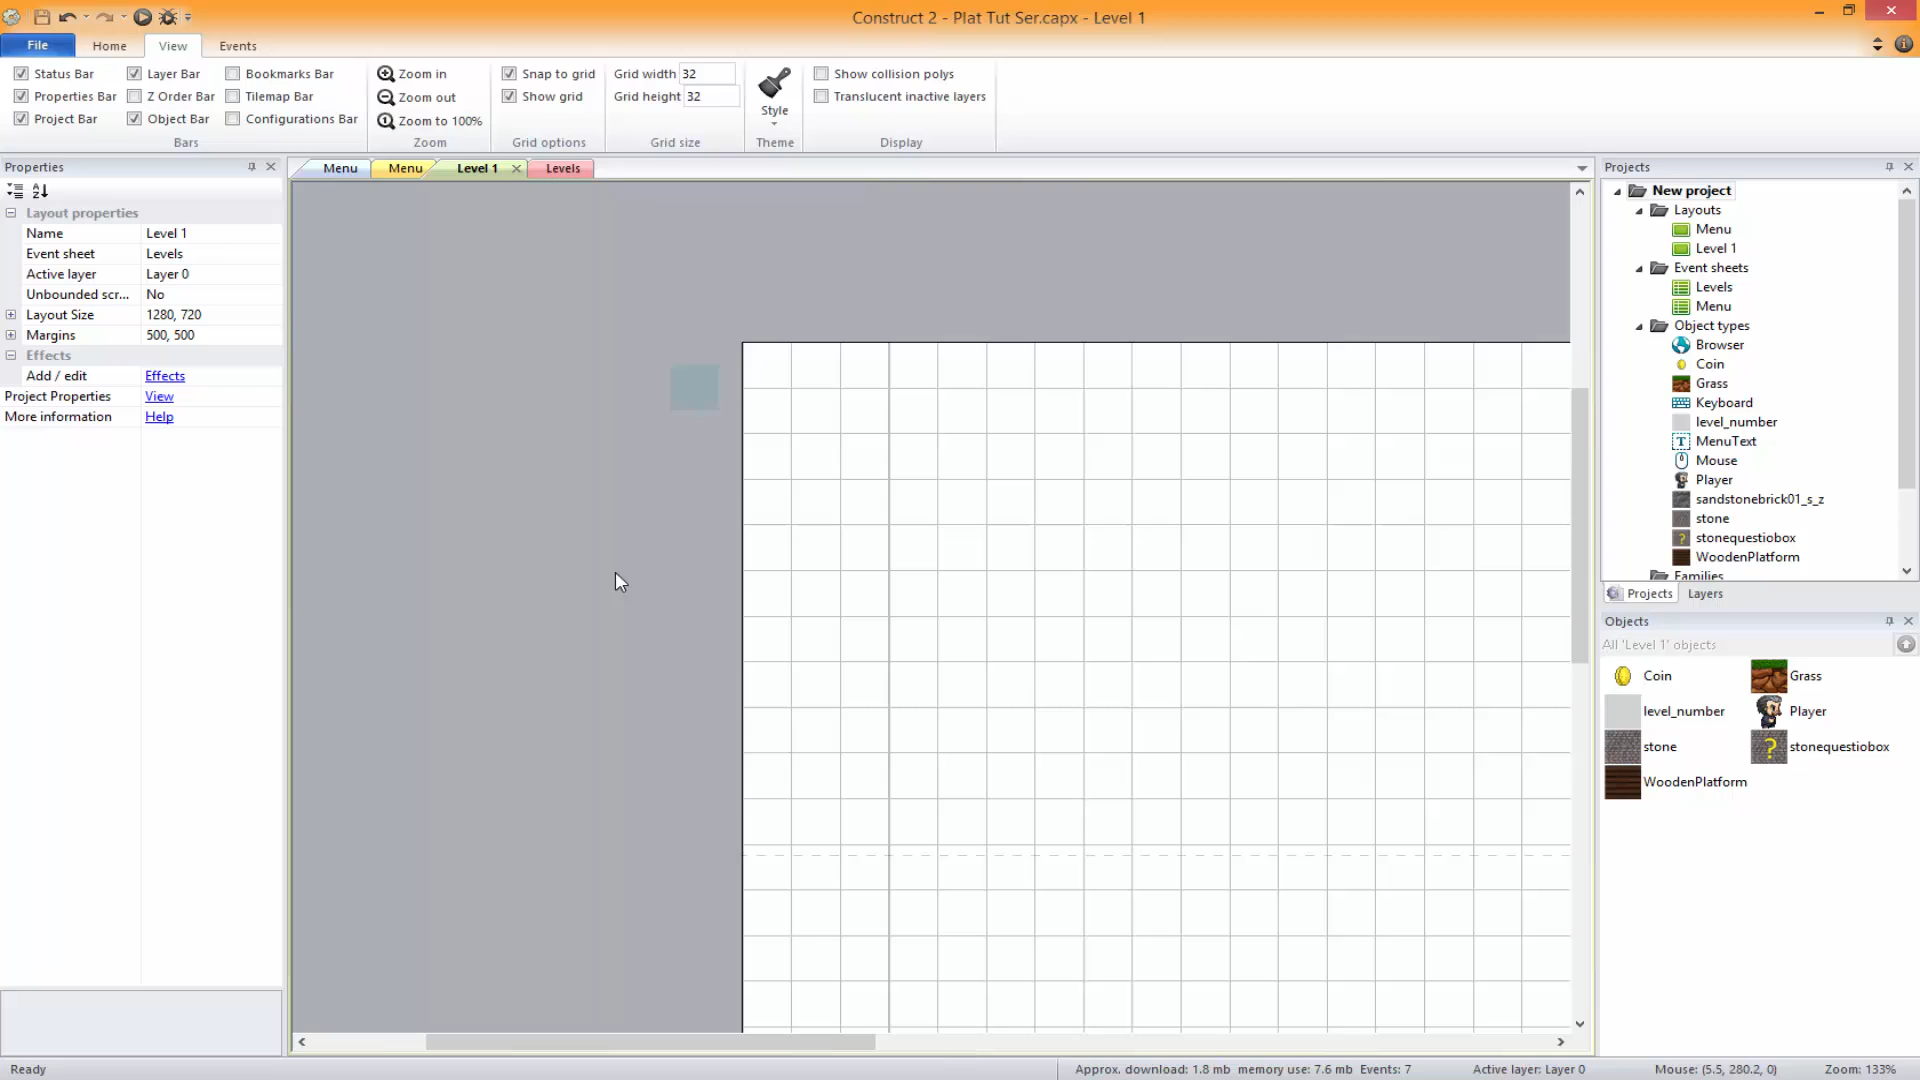 Construct 2 - Plat Tut Ser.capx - Level 1
File Home View Events
Status Bar Layer Bar Bookmarks Bar Zoom in Snap to grid Grid width 32 Show collision polys
Properties Bar Z Order Bar Tilemap Bar Zoom out Show grid Grid height 32 Translucent inactive layers
Project Bar Object Bar Configurations Bar Zoom to 100% Style
Bars Zoom Grid options Grid size Theme Display
Properties
Menu Menu Level 1 Levels
Projects
Layout properties
Name Level 1
Event sheet Levels
Active layer Layer 0
Unbounded scr... No
Layout Size 1280, 720
Margins 500, 500
Effects
Add / edit Effects
Project Properties View
More information Help
New project
Layouts
Menu
Level 1
Event sheets
Levels
Menu
Object types
Browser
Coin
Grass
Keyboard
level_number
T MenuText
Mouse
Player
sandstonebrick01_s_z
stone
? stonequestiobox
WoodenPlatform
Families
Projects Layers
Objects
All 'Level 1' objects
Coin Grass
level_number Player
stone ? stonequestiobox
WoodenPlatform
Ready Approx. download: 1.8 mb memory use: 7.6 mb Events: 7 Active layer: Layer 0 Mouse: (5.5, 280.2, 0) Zoom: 133%